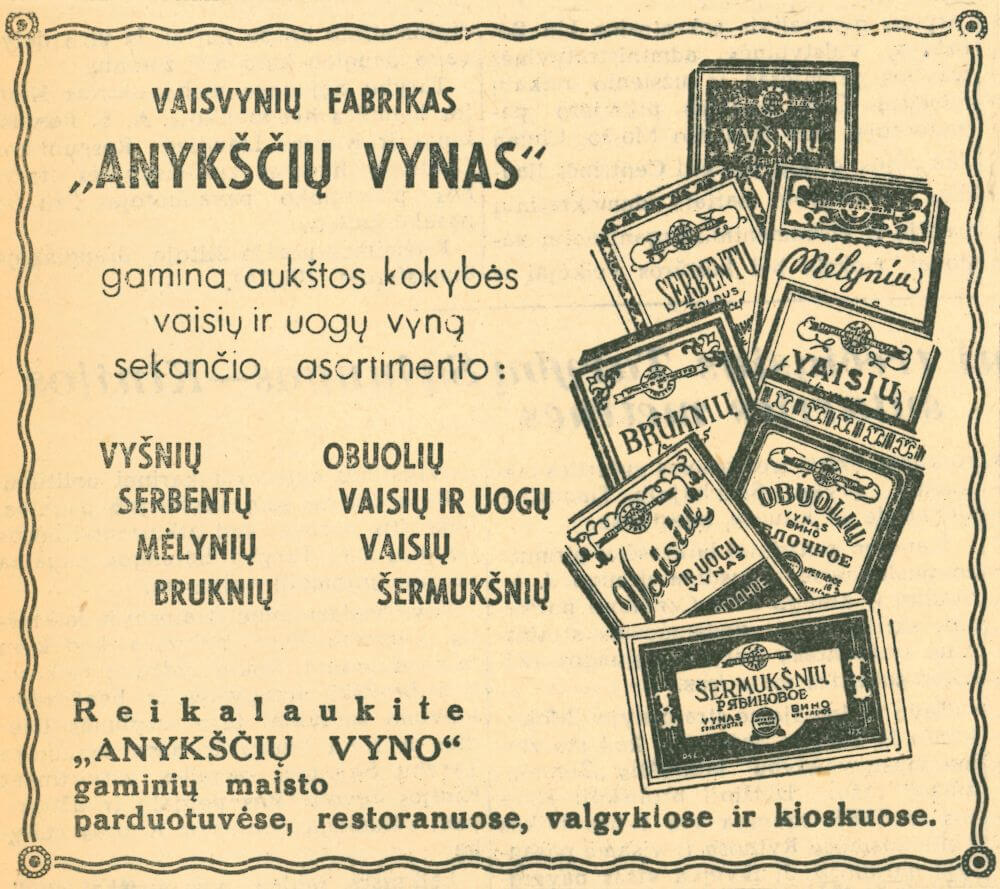 VAISVYNIŲ FABRIKAS
„ANYKŠČIŲ VYNAS“
gamina aukštos kokybės
vaisių ir uogų vyną
sekančio asortimento:
VYŠNIŲ OBUOLIŲ
SERBENTŲ VAISIŲ IR UOGŲ
MĖLYNIŲ VAISIŲ
BRUKNIŲ ŠERMUKŠNIŲ
Reikalaukite
„ANYKŠČIŲ VYNO“
gaminių maisto
parduotuvėse, restoranuose, valgyklose ir kioskuose.
VYŠNIŲ
SERBENTŲ
Mėlynių
VAISIŲ
BRUKNIŲ
OBUOLIŲ
VYNAS
ВИНО
ЯБЛОЧНОЕ
Vaisių
IR UOGŲ
VYNAS
ŠERMUKŠNIŲ
РЯБИНОВОЕ
VYNAS ВИНО